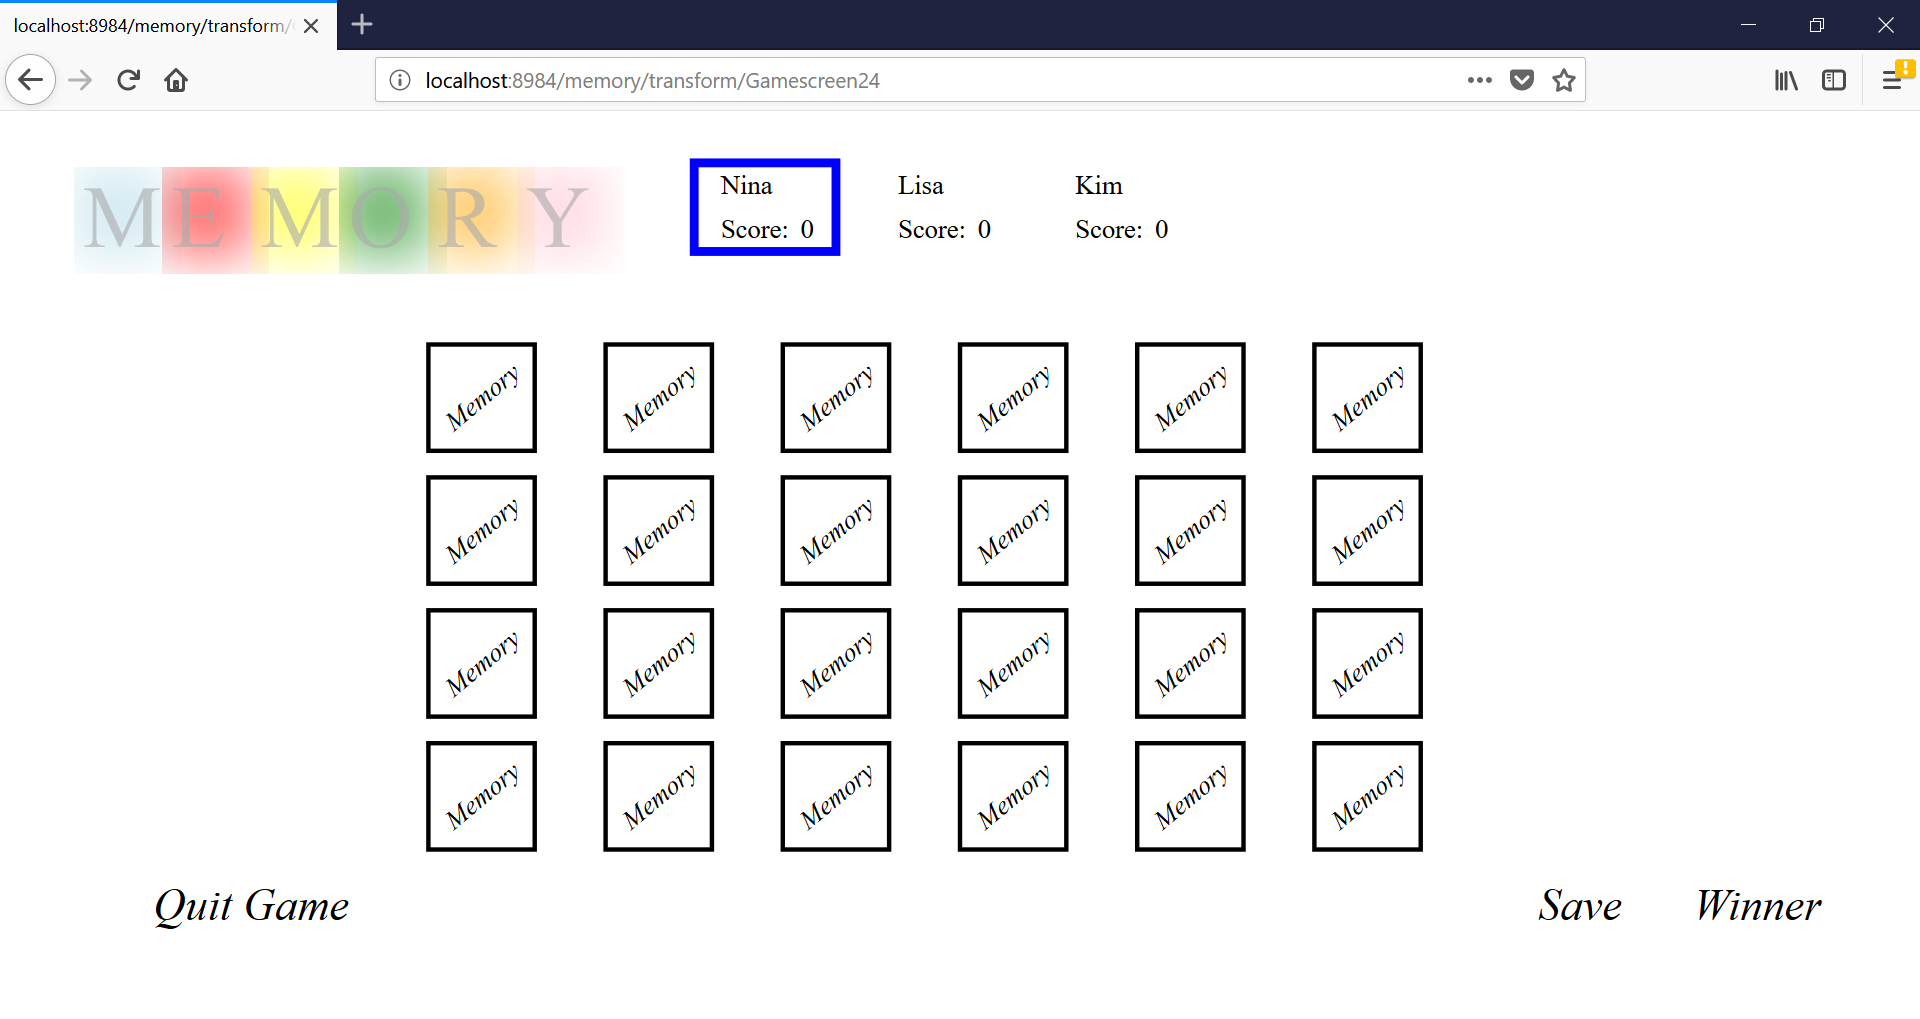 localhost:8984/memory/transform/
localhost:8984/memory/transform/Gamescreen24
MEMORY
Nina Lisa Kim
Score: 0 Score: 0 Score: 0
Memory Memory Memory Memory Memory Memory
Memory Memory Memory Memory Memory Memory
Memory Memory Memory Memory Memory Memory
Memory Memory Memory Memory Memory Memory
Quit Game Save Winner